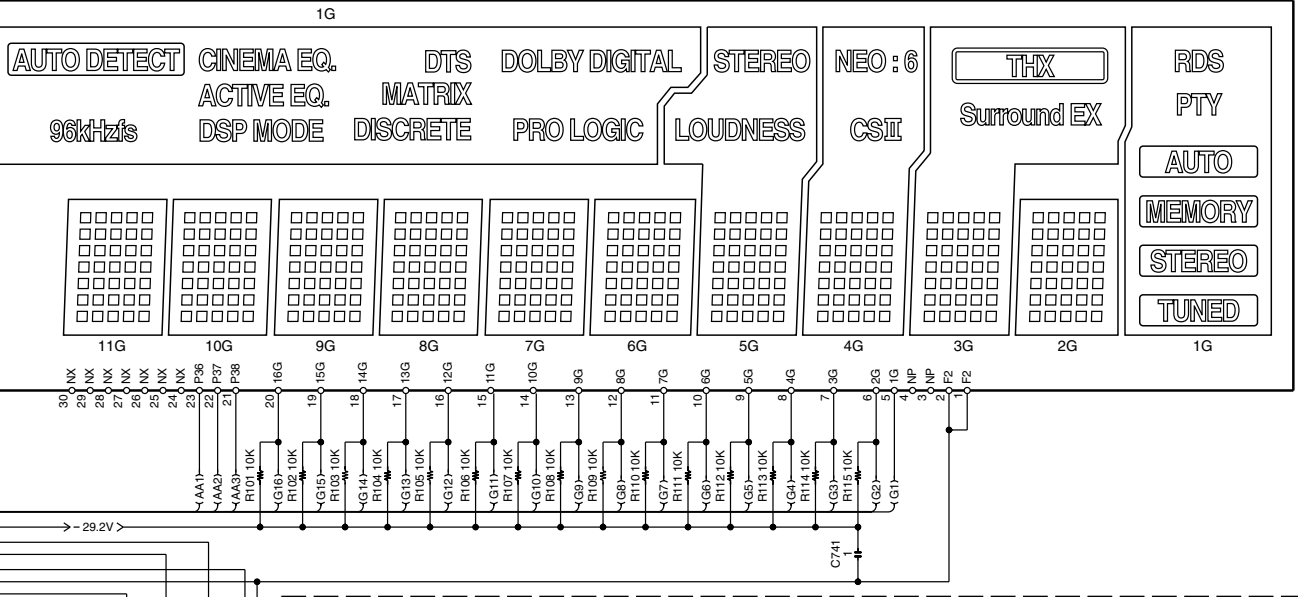 1G
AUTO DETECT CINEMA EQ. DTS DOLBY DIGITAL STEREO NEO : 6 THX RDS
ACTIVE EQ. MATRIX Surround EX PTY
96kHzfs DSP MODE DISCRETE PRO LOGIC LOUDNESS CSII
AUTO
MEMORY
STEREO
TUNED
11G 10G 9G 8G 7G 6G 5G 4G 3G 2G 1G
NX NX NX NX NX NX NX P36 P37 P38 16G 15G 14G 13G 12G 11G 10G 9G 8G 7G 6G 5G 4G 3G 2G 1G NP NP F2 F2
30 29 28 27 26 25 24 23 22 21 20 19 18 17 16 15 14 13 12 11 10 9 8 7 6 5 4 3 2 1
(AA1) (AA2) (AA3) R101 10K (G16) R102 10K (G15) R103 10K (G14) R104 10K (G13) R105 10K (G12) R106 10K (G11) R107 10K (G10) R108 10K (G9) R109 10K (G8) R110 10K (G7) R111 10K (G6) R112 10K (G5) R113 10K (G4) R114 10K (G3) R115 10K (G2) (G1)
– 29.2V
C741
1